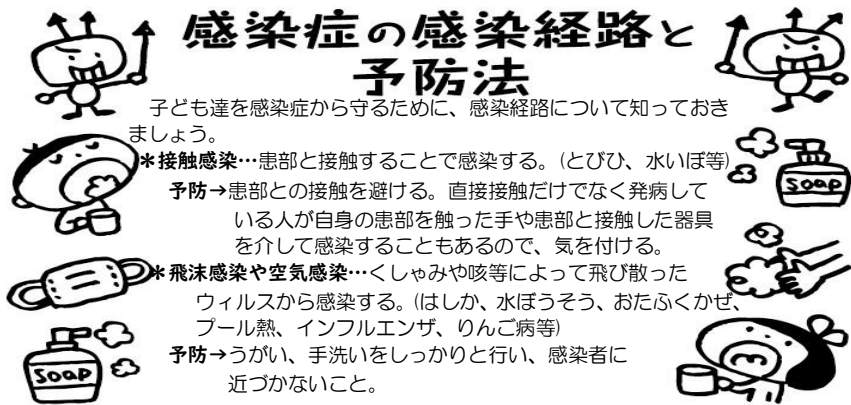 感染症の感染経路と
予防法
子ども達を感染症から守るために、感染経路について知っておき
ましょう。
＊接触感染…患部と接触することで感染する。(とびひ、水いぼ等)
予防→患部との接触を避ける。直接接触だけでなく発病して
いる人が自身の患部を触った手や患部と接触した器具
を介して感染することもあるので、気を付ける。
＊飛沫感染や空気感染…くしゃみや咳等によって飛び散った
ウィルスから感染する。(はしか、水ぼうそう、おたふくかぜ、
プール熱、インフルエンザ、りんご病等)
予防→うがい、手洗いをしっかりと行い、感染者に
近づかないこと。
SOAP
SOAP